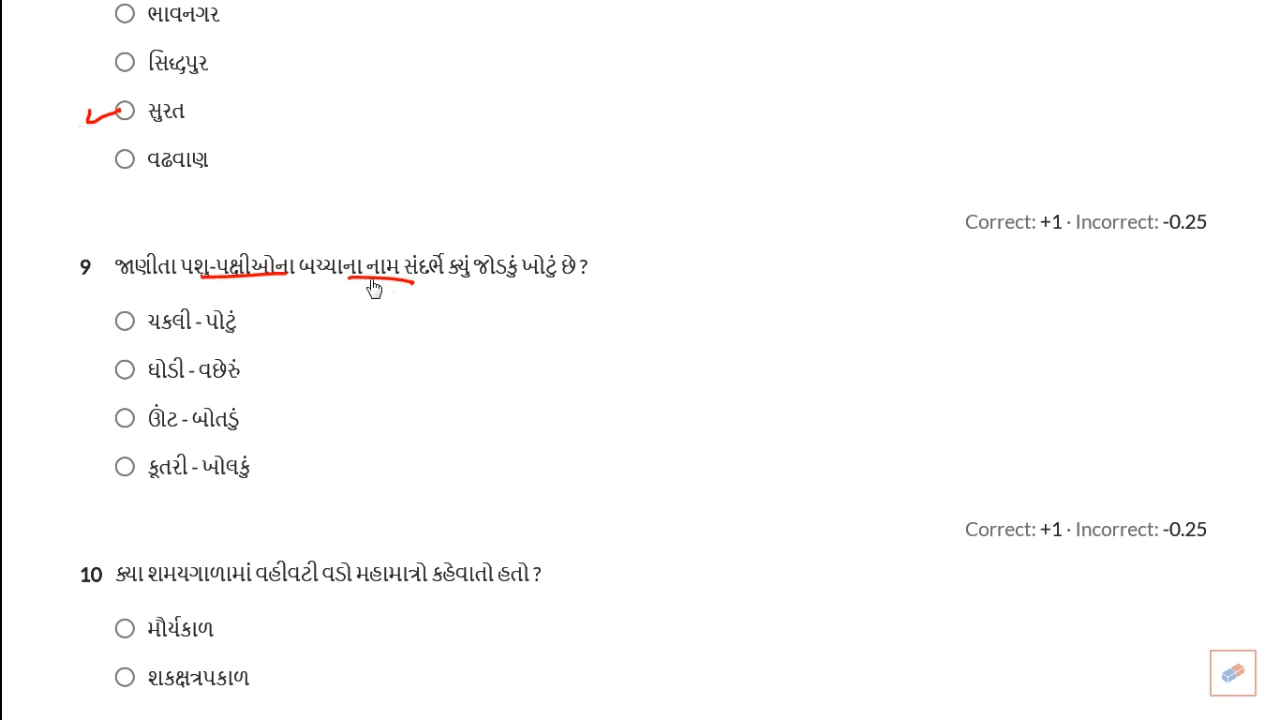 ભાવનગર
સિધ્દપુર
સુરત
વઢવાણ
Correct: +1 · Incorrect: -0.25
9 જાણીતા પશુ-પક્ષીઓના બચ્ચાના નામ સંદર્ભે ક્યું જોડકું ખોટું છે ?
ચકલી - પોટું
ઘોડી - વછેરું
ઊંટ - બોતડું
કૂતરી - ખોલકું
Correct: +1 · Incorrect: -0.25
10 ક્યા શમયગાળામાં વહીવટી વડો મહામાત્રો કહેવાતો હતો ?
મૌર્યકાળ
શકક્ષત્રપકાળ